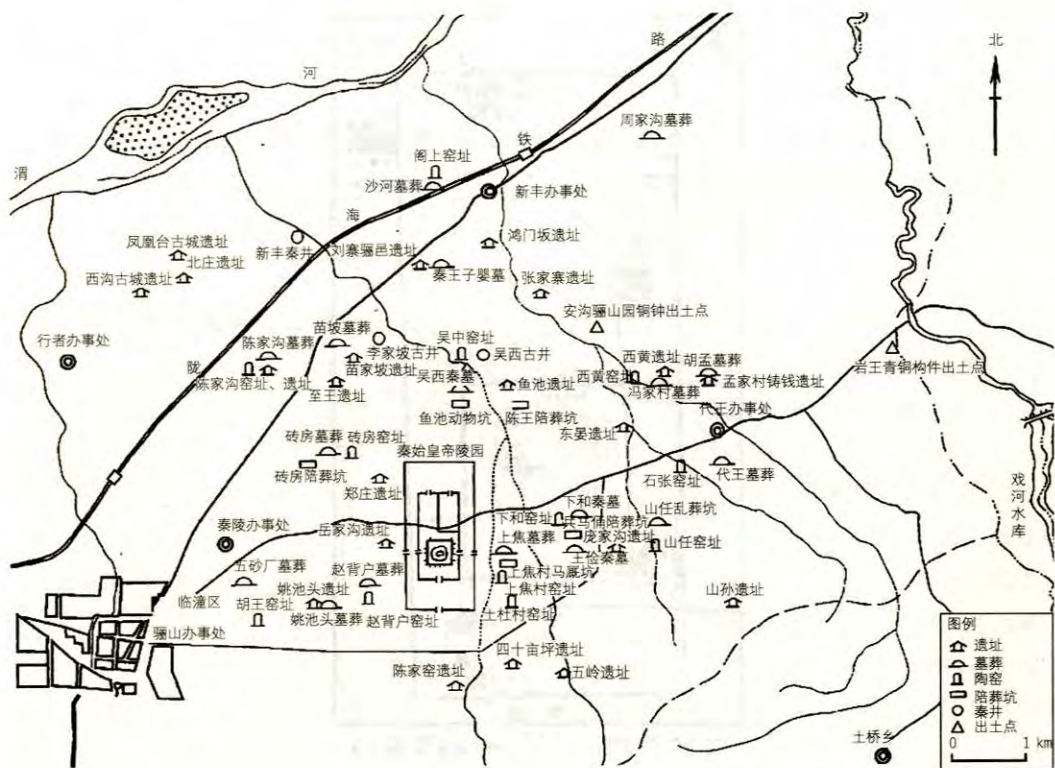 北
路
河
铁
周家沟墓葬
阁上窑址
渭
沙河墓葬
新丰办事处
海
鸿门坂遗址
凤凰台古城遗址
新丰秦井
刘寨骊邑遗址
北庄遗址
秦王子婴墓
张家寨遗址
西沟古城遗址
安沟骊山园铜钟出土点
苗坡墓葬
吴中窑址
行者办事处
陈家沟墓葬
李家坡古井
吴西古井
西黄遗址
胡孟墓葬
岩王青铜构件出土点
陇
苗家坡遗址
吴西秦墓
西黄窑址
陈家沟窑址、遗址
至王遗址
鱼池遗址
冯家村墓葬
孟家村铸钱遗址
鱼池动物坑
陈王陪葬坑
代王办事处
砖房墓葬
砖房窑址
东晏遗址
秦始皇帝陵园
砖房陪葬坑
石张窑址
代王墓葬
郑庄遗址
戏河水库
下和秦墓
山任乱葬坑
下和窑址
兵马俑陪葬坑
秦陵办事处
岳家沟遗址
上焦墓葬
庞家沟遗址
山任窑址
王俭秦墓
五砂厂墓葬
赵背户墓葬
上焦村马厩坑
临潼区
姚池头遗址
上焦村窑址
山孙遗址
胡王窑址
姚池头墓葬
赵背户窑址
土杜村窑址
骊山办事处
四十亩坪遗址
陈家窑遗址
五岭遗址
土桥乡
图例
遗址
墓葬
陶窑
陪葬坑
秦井
出土点
0 1 km